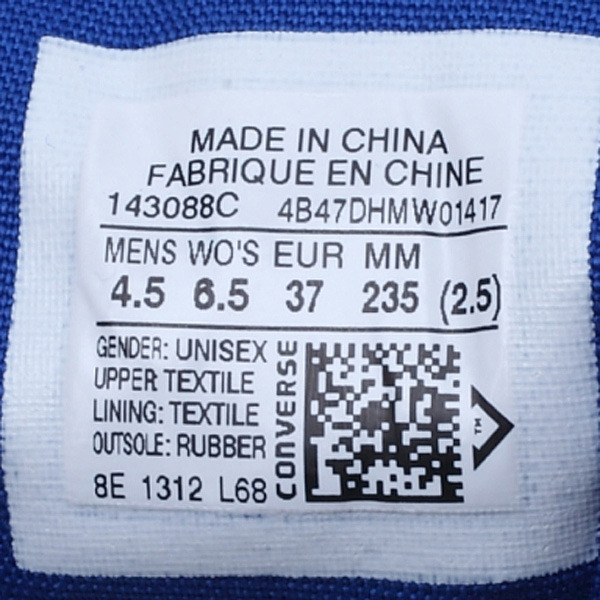 MADE IN CHINA
FABRIQUE EN CHINE
143088C 4B47DHMW01417
MENS WO'S EUR MM
4.5 6.5 37 235 (2.5)
GENDER: UNISEX
UPPER TEXTILE
LINING: TEXTILE
OUTSOLE: RUBBER
8E 1312 L68
CONVERSE
TM